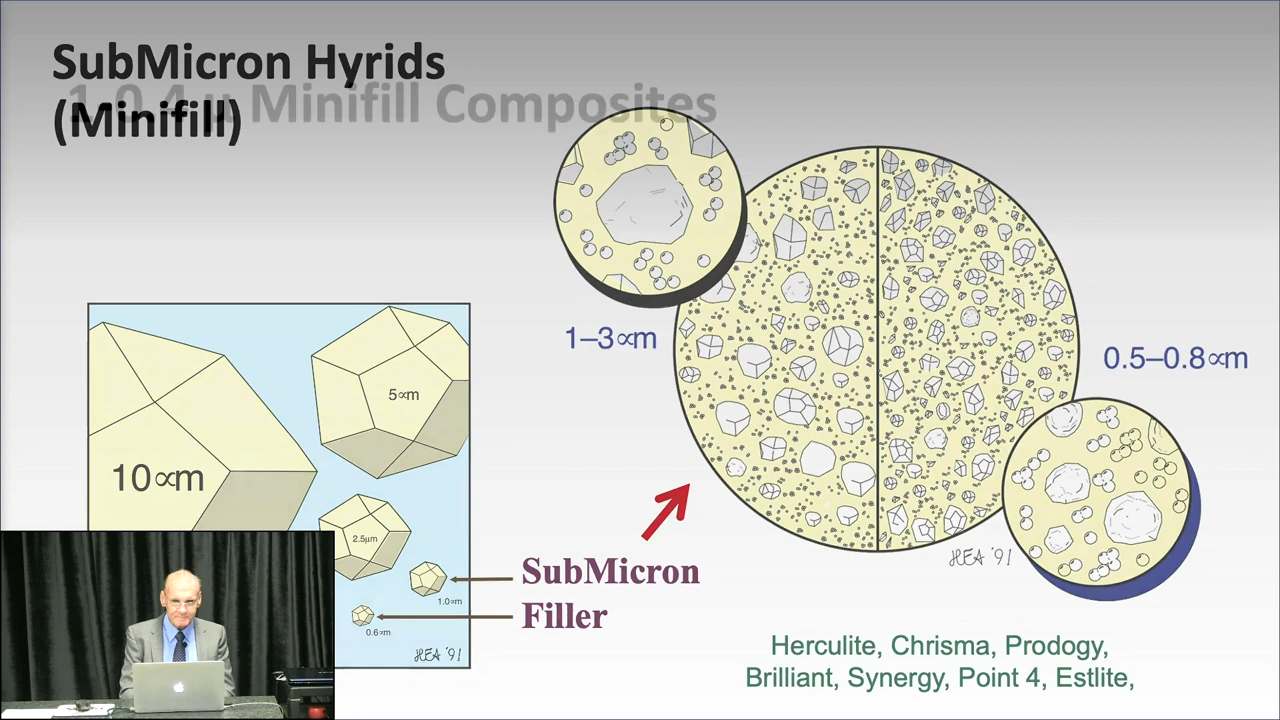 SubMicron Hyrids
(Minifill)
1-0.4 µ Minifill Composites
1–3∝m
0.5–0.8∝m
5∝m
10∝m
2.5µm
1.0∝m
0.6∝m
HEA '91
HEA '91
SubMicron
Filler
Herculite, Chrisma, Prodogy,
Brilliant, Synergy, Point 4, Estlite,